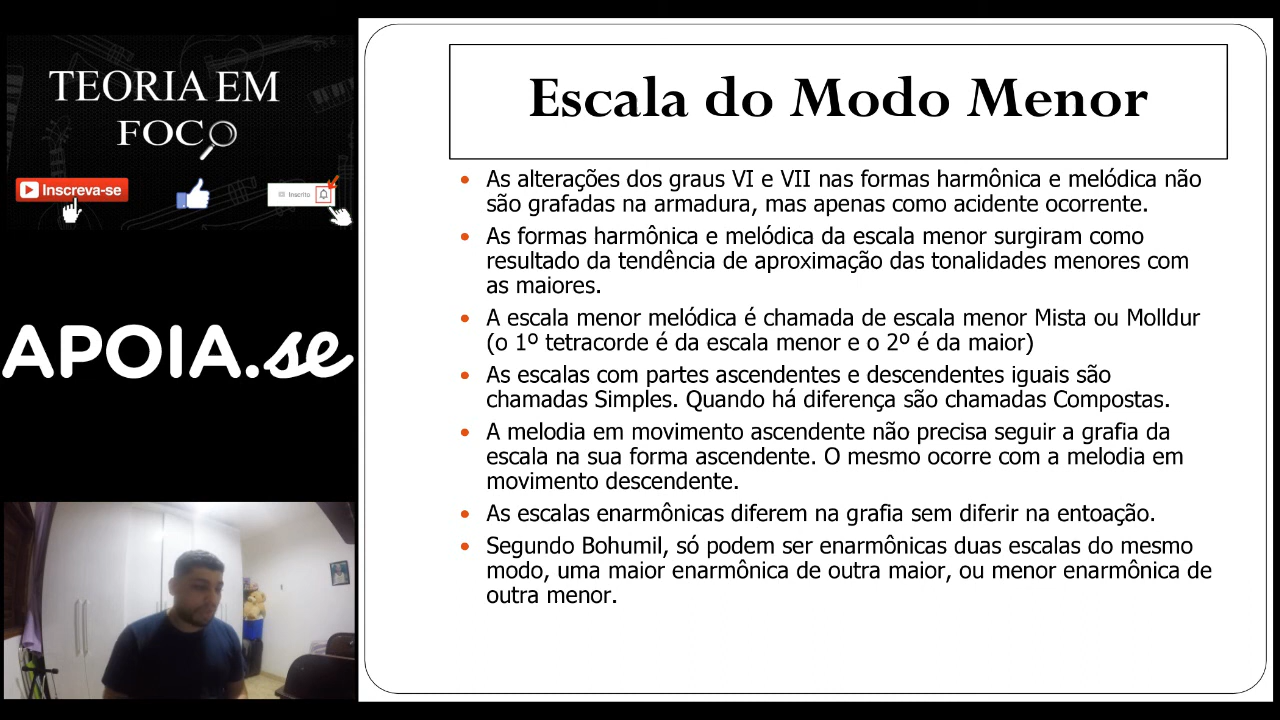 TEORIA EM
FOCO
Inscreva-se
Inscrito
APOIA.se
Escala do Modo Menor
• As alterações dos graus VI e VII nas formas harmônica e melódica não
são grafadas na armadura, mas apenas como acidente ocorrente.
• As formas harmônica e melódica da escala menor surgiram como
resultado da tendência de aproximação das tonalidades menores com
as maiores.
• A escala menor melódica é chamada de escala menor Mista ou Molldur
(o 1º tetracorde é da escala menor e o 2º é da maior)
• As escalas com partes ascendentes e descendentes iguais são
chamadas Simples. Quando há diferença são chamadas Compostas.
• A melodia em movimento ascendente não precisa seguir a grafia da
escala na sua forma ascendente. O mesmo ocorre com a melodia em
movimento descendente.
• As escalas enarmônicas diferem na grafia sem diferir na entoação.
• Segundo Bohumil, só podem ser enarmônicas duas escalas do mesmo
modo, uma maior enarmônica de outra maior, ou menor enarmônica de
outra menor.